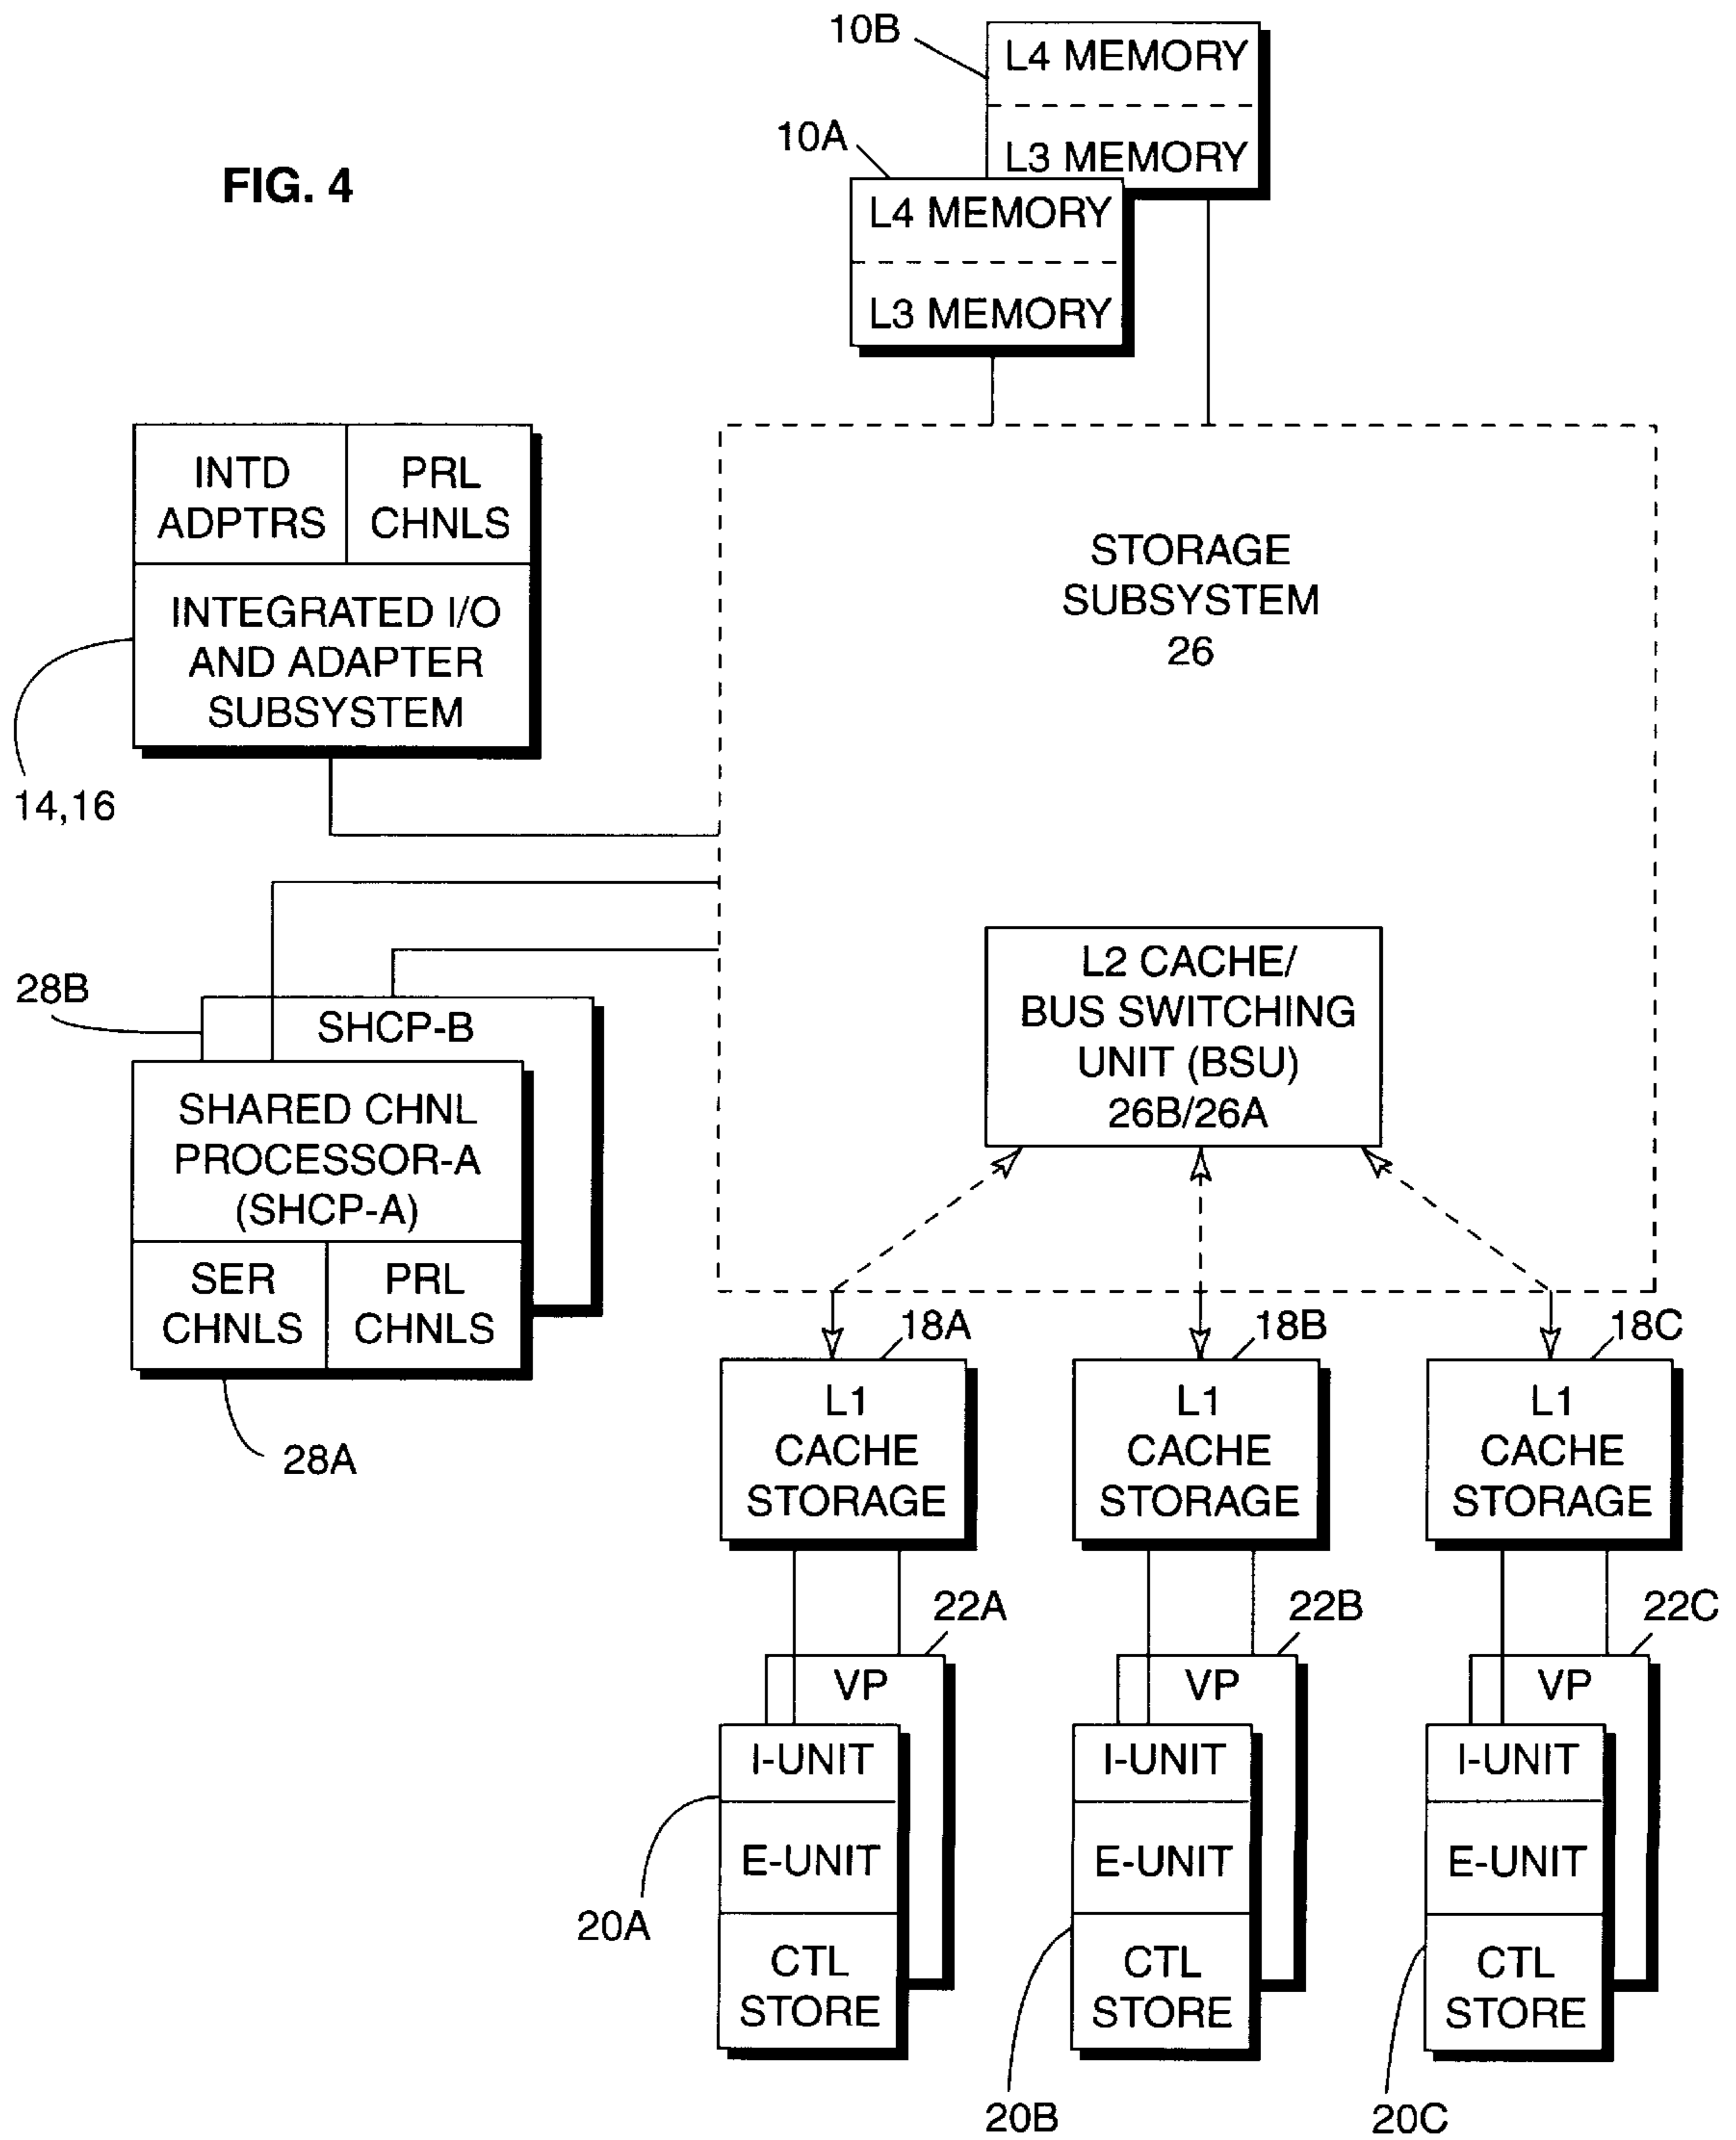 FIG. 4
10B
L4 MEMORY
L3 MEMORY
10A
L4 MEMORY
L3 MEMORY
INTD
ADPTRS
PRL
CHNLS
INTEGRATED I/O
AND ADAPTER
SUBSYSTEM
14,16
STORAGE
SUBSYSTEM
26
28B
SHCP-B
SHARED CHNL
PROCESSOR-A
(SHCP-A)
SER
CHNLS
PRL
CHNLS
28A
L2 CACHE/
BUS SWITCHING
UNIT (BSU)
26B/26A
18A
L1
CACHE
STORAGE
18B
L1
CACHE
STORAGE
18C
L1
CACHE
STORAGE
22A
VP
I-UNIT
E-UNIT
CTL
STORE
20A
22B
VP
I-UNIT
E-UNIT
CTL
STORE
20B
22C
VP
I-UNIT
E-UNIT
CTL
STORE
20C